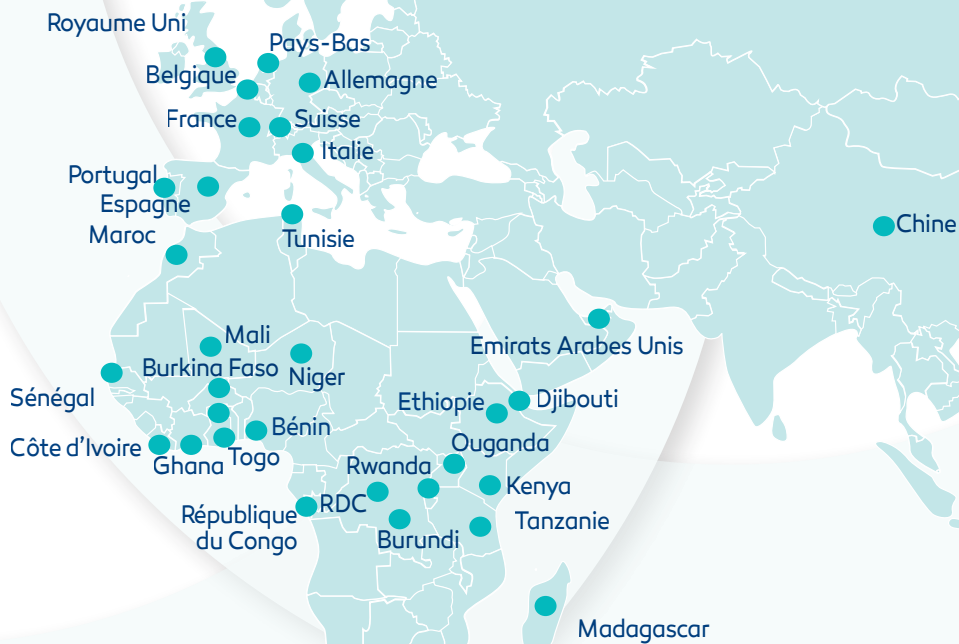 Royaume Uni
Pays-Bas
Belgique
Allemagne
France
Suisse
Italie
Portugal
Espagne
Maroc
Tunisie
Chine
Mali
Emirats Arabes Unis
Burkina Faso
Niger
Sénégal
Ethiopie
Djibouti
Bénin
Ouganda
Côte d'Ivoire
Ghana
Togo
Rwanda
Kenya
RDC
République
du Congo
Tanzanie
Burundi
Madagascar